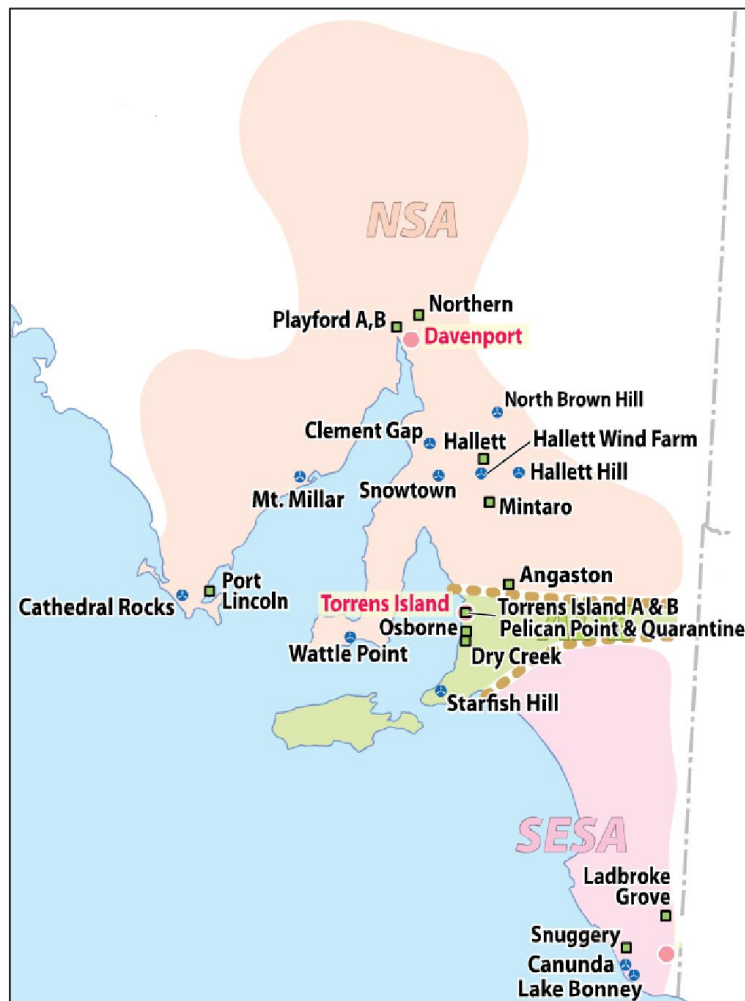 NSA
Northern
Playford A,B
Davenport
North Brown Hill
Clement Gap
Hallett
Hallett Wind Farm
Mt. Millar
Snowtown
Hallett Hill
Mintaro
Angaston
Cathedral Rocks
Port
Lincoln
Torrens Island
Torrens Island A & B
Pelican Point & Quarantine
Osborne
Dry Creek
Wattle Point
Starfish Hill
SESA
Ladbroke
Grove
Snuggery
Canunda
Lake Bonney